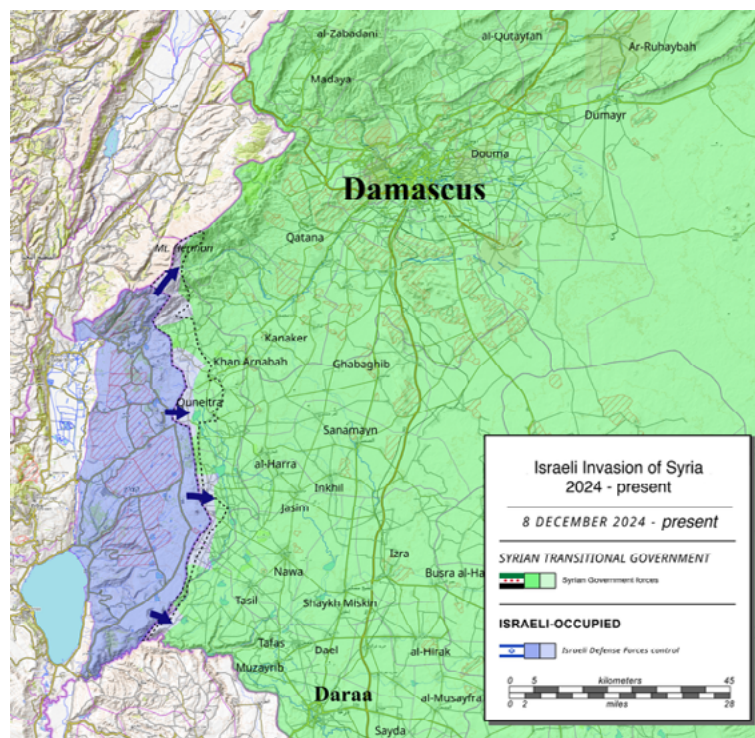 al-Zabadani
al-Qutayfah
Ar-Ruhaybah
Madaya
Dumayr
Douma
Damascus
Qatana
Mt. Hermon
Kanaker
Khan Arnabah
Ghabaghib
Quneitra
Sanamayn
al-Harra
Inkhil
Jasim
Izra
Nawa
Busra al-Ha
Tasil
Shaykh Miskin
Tafas
Dael
al-Hirak
Muzayrib
Daraa
al-Musayfra
Sayda
Israeli Invasion of Syria
2024 - present
8 DECEMBER 2024 - present
SYRIAN TRANSITIONAL GOVERNMENT
Syrian Government forces
ISRAELI-OCCUPIED
Israeli Defense Forces control
0 5 kilometers 45
0 2 miles 28